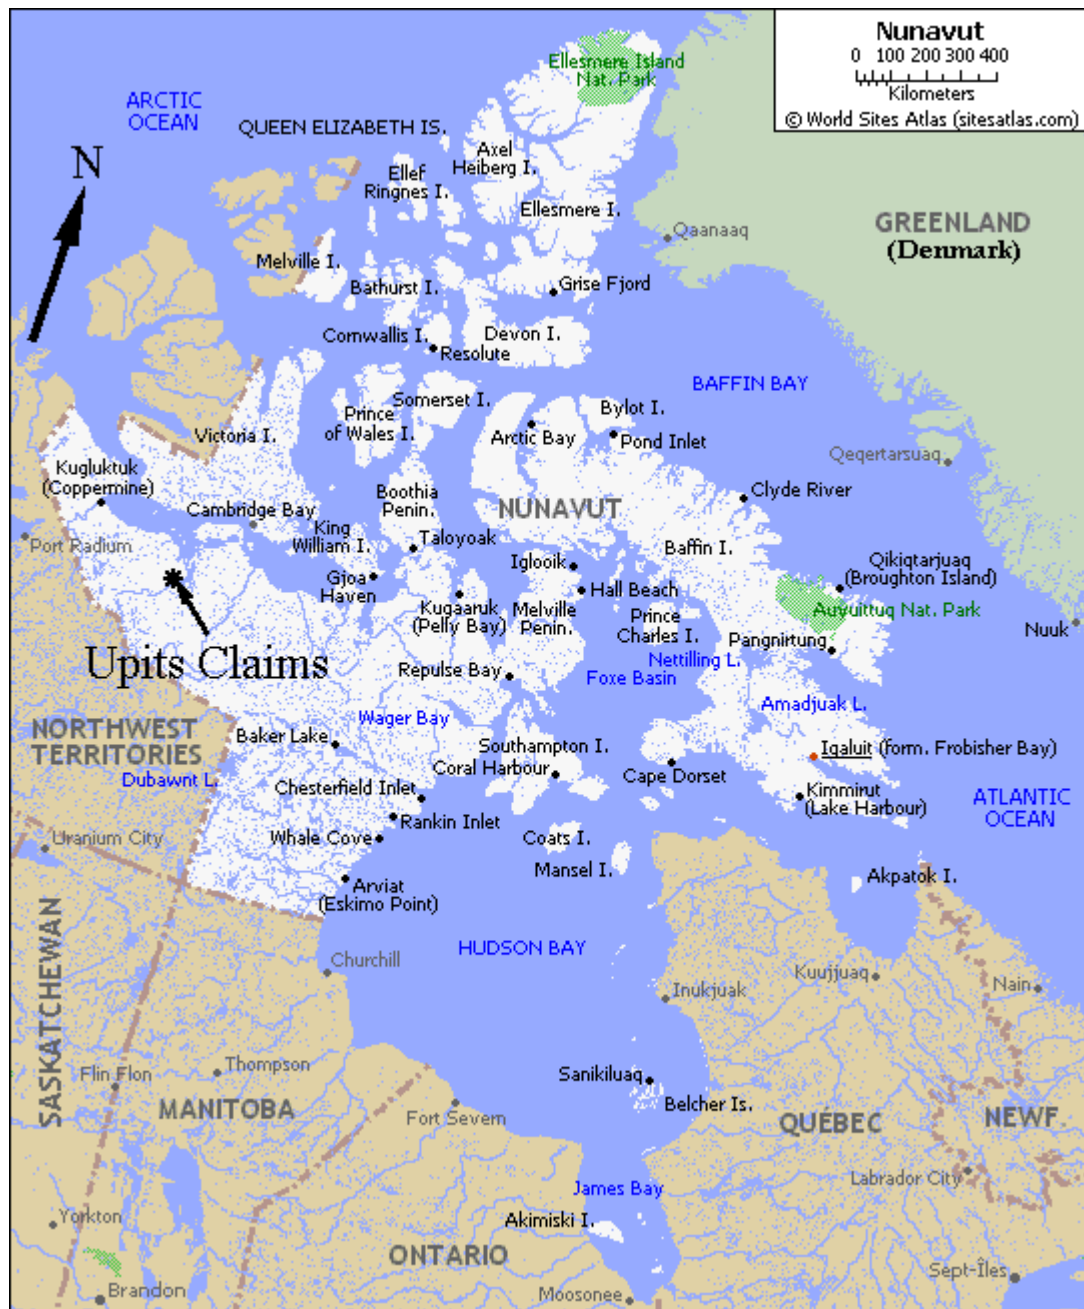 Nunavut
0 100 200 300 400
Kilometers
© World Sites Atlas (sitesatlas.com)
Ellesmere Island
Nat. Park
ARCTIC
OCEAN
QUEEN ELIZABETH IS.
N
Axel
Heiberg I.
Ellef
Ringnes I.
Ellesmere I.
Qaanaaq
GREENLAND
(Denmark)
Melville I.
Bathurst I.
Grise Fjord
Cornwallis I.
Devon I.
Resolute
BAFFIN BAY
Somerset I.
Prince
of Wales I.
Bylot I.
Victoria I.
Arctic Bay
Pond Inlet
Qeqertarsuaq
Kugluktuk
(Coppermine)
Boothia
Penin.
Clyde River
NUNAVUT
Cambridge Bay
King
William I.
Taloyoak
Port Radium
Baffin I.
Iglooik
Qikiqtarjuaq
(Broughton Island)
Gjoa
Haven
Hall Beach
Kugaaruk
(Pelly Bay)
Melville
Penin.
Prince
Charles I.
Auyuittuq Nat. Park
Nuuk
Pangnirtung
Upits Claims
Nettilling L.
Repulse Bay
Foxe Basin
Amadjuak L.
Wager Bay
NORTHWEST
TERRITORIES
Baker Lake
Southampton I.
Iqaluit (form. Frobisher Bay)
Coral Harbour
Cape Dorset
Dubawnt L.
Chesterfield Inlet
Kimmirut
(Lake Harbour)
ATLANTIC
OCEAN
Rankin Inlet
Uranium City
Whale Cove
Coats I.
Mansel I.
Akpatok I.
Arviat
(Eskimo Point)
SASKATCHEWAN
HUDSON BAY
Churchill
Kuujjuaq
Nain
Inukjuak
Thompson
Flin Flon
Sanikiluaq
MANITOBA
Belcher Is.
Fort Severn
QUÉBEC
NEWF.
Labrador City
James Bay
Yorkton
Akimiski I.
ONTARIO
Sept-Îles
Brandon
Moosonee